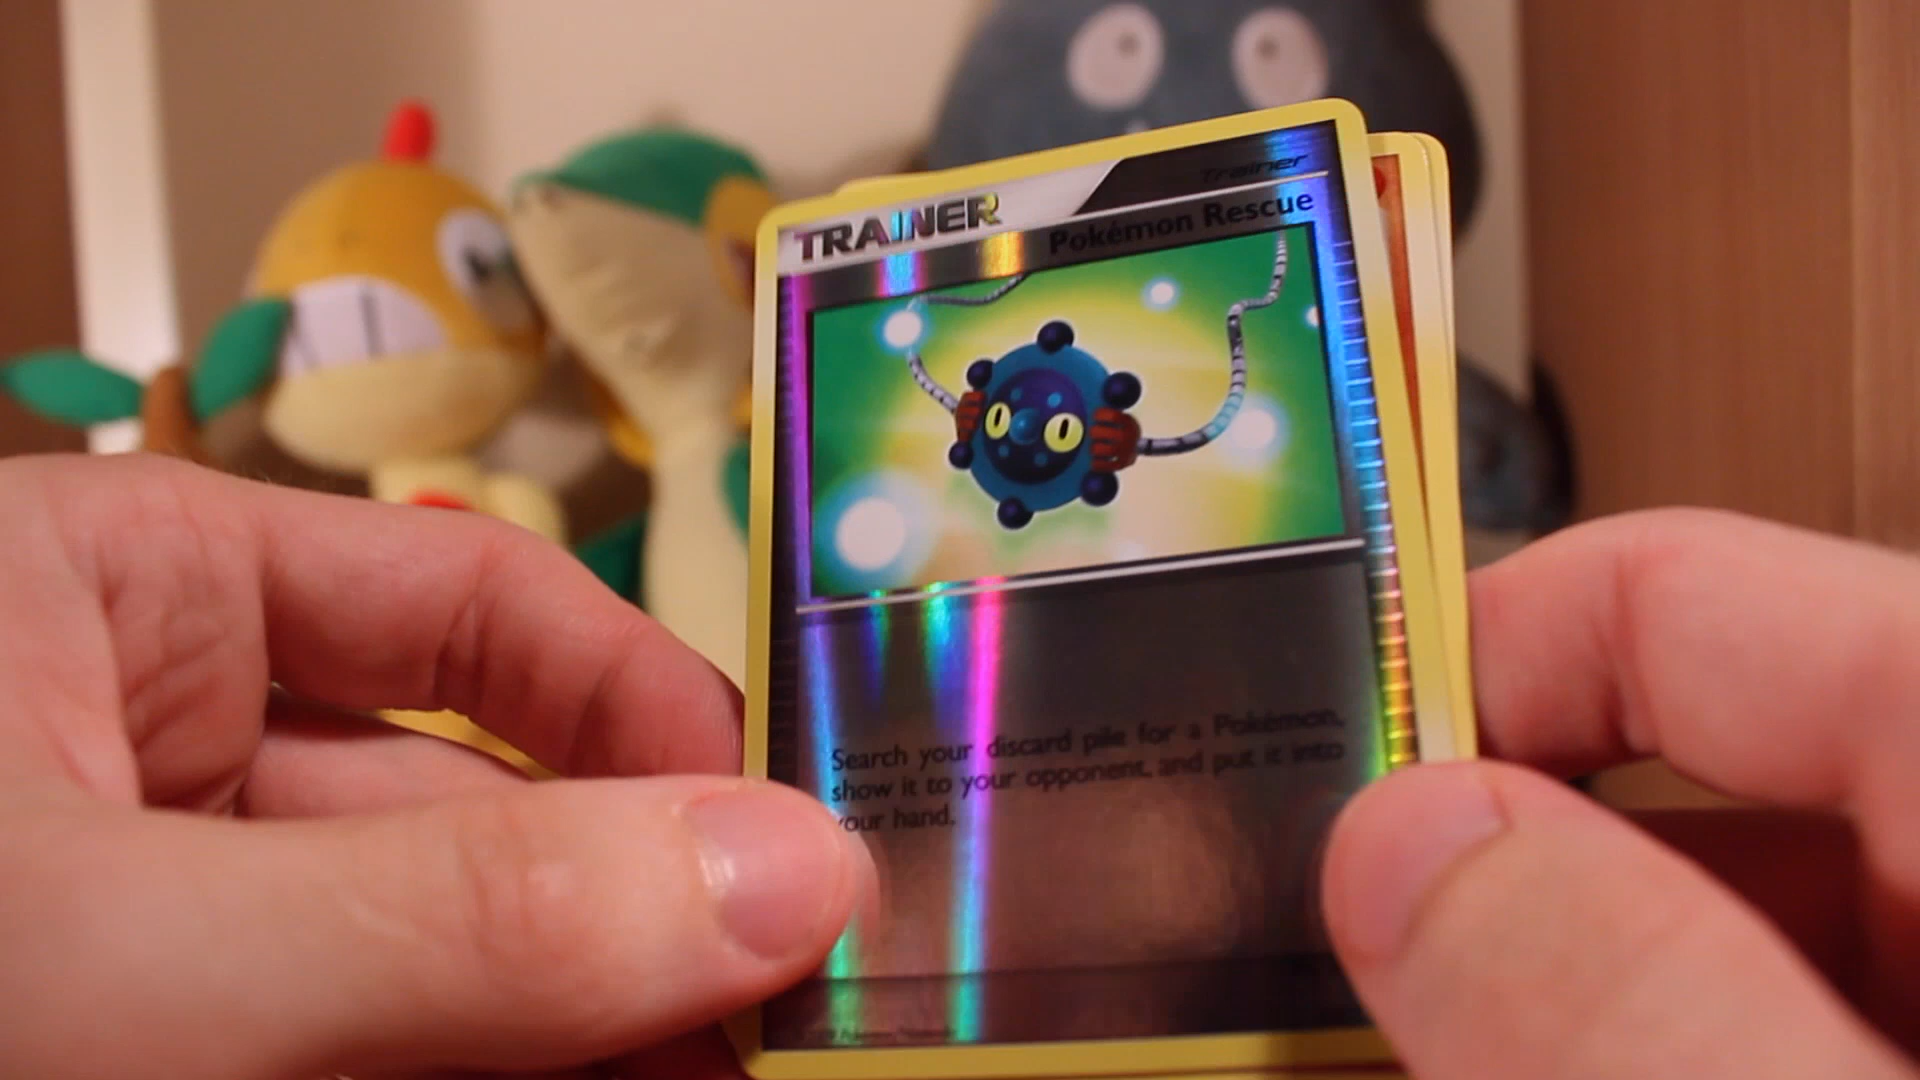 Trainer
TRAINER
Pokémon Rescue
Search your discard pile for a Pokémon,
show it to your opponent, and put it into
your hand.